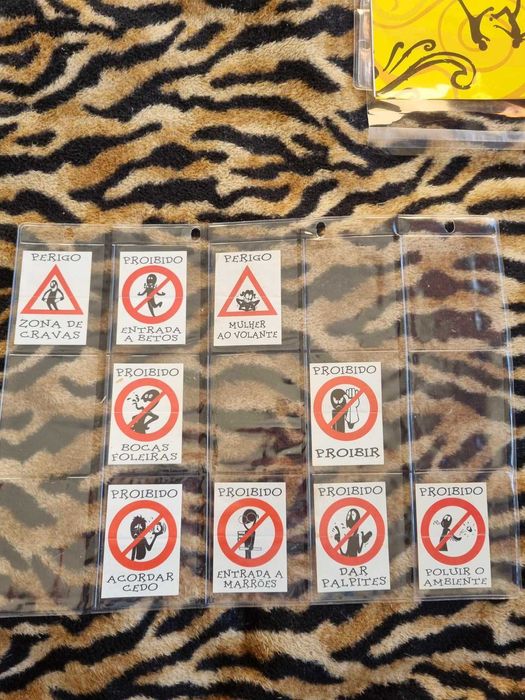 PERIGO
ZONA DE
CRAVAS
PROIBIDO
ENTRADA
A BETOS
PERIGO
MULHER
AO VOLANTE
PROIBIDO
BOCAS
FOLEIRAS
PROIBIDO
PROIBIR
PROIBIDO
ACORDAR
CEDO
PROIBIDO
ENTRADA A
MARRÕES
PROIBIDO
DAR
PALPITES
PROIBIDO
POLUIR O
AMBIENTE